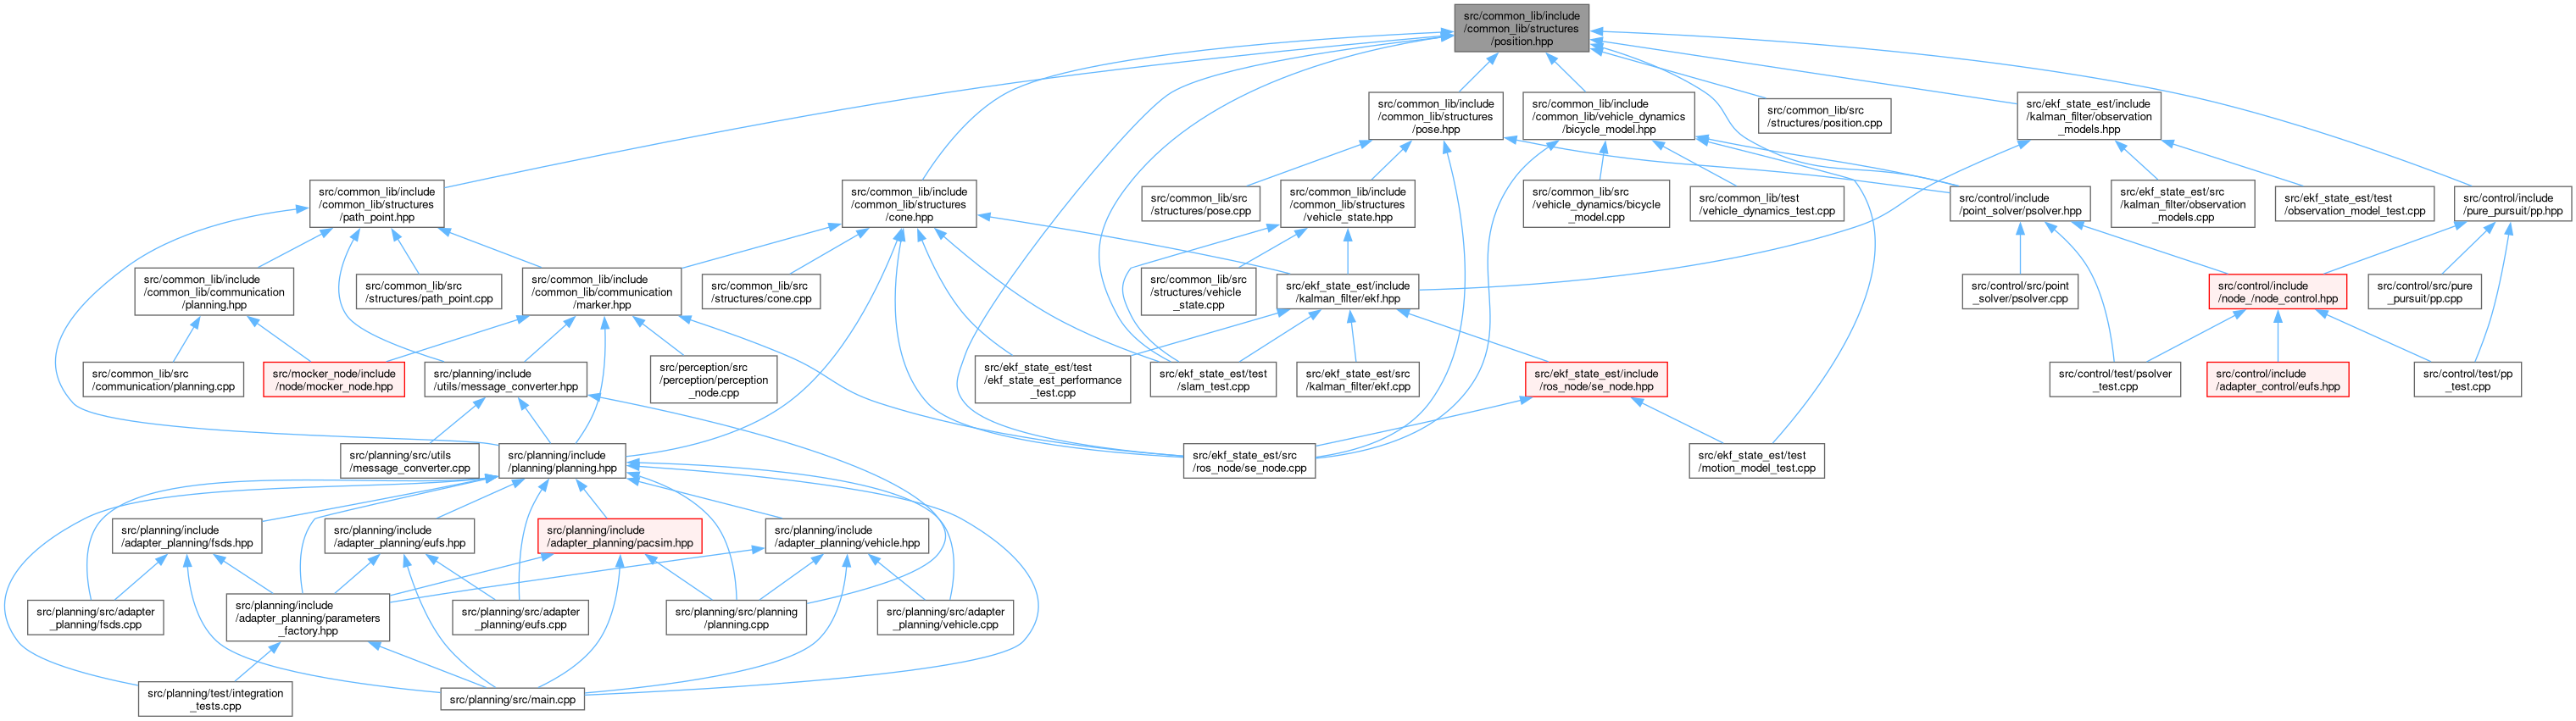 src/common_lib/include
/common_lib/structures
/position.hpp
src/common_lib/include
/common_lib/structures
/pose.hpp
src/common_lib/include
/common_lib/vehicle_dynamics
/bicycle_model.hpp
src/common_lib/src
/structures/position.cpp
src/ekf_state_est/include
/kalman_filter/observation
_models.hpp
src/common_lib/include
/common_lib/structures
/path_point.hpp
src/common_lib/include
/common_lib/structures
/cone.hpp
src/common_lib/src
/structures/pose.cpp
src/common_lib/include
/common_lib/structures
/vehicle_state.hpp
src/common_lib/src
/vehicle_dynamics/bicycle
_model.cpp
src/common_lib/test
/vehicle_dynamics_test.cpp
src/control/include
/point_solver/psolver.hpp
src/ekf_state_est/src
/kalman_filter/observation
_models.cpp
src/ekf_state_est/test
/observation_model_test.cpp
src/control/include
/pure_pursuit/pp.hpp
src/common_lib/include
/common_lib/communication
/planning.hpp
src/common_lib/src
/structures/path_point.cpp
src/common_lib/include
/common_lib/communication
/marker.hpp
src/common_lib/src
/structures/cone.cpp
src/common_lib/src
/structures/vehicle
_state.cpp
src/ekf_state_est/include
/kalman_filter/ekf.hpp
src/control/src/point
_solver/psolver.cpp
src/control/include
/node_/node_control.hpp
src/control/src/pure
_pursuit/pp.cpp
src/common_lib/src
/communication/planning.cpp
src/mocker_node/include
/node/mocker_node.hpp
src/planning/include
/utils/message_converter.hpp
src/perception/src
/perception/perception
_node.cpp
src/ekf_state_est/test
/ekf_state_est_performance
_test.cpp
src/ekf_state_est/test
/slam_test.cpp
src/ekf_state_est/src
/kalman_filter/ekf.cpp
src/ekf_state_est/include
/ros_node/se_node.hpp
src/control/test/psolver
_test.cpp
src/control/include
/adapter_control/eufs.hpp
src/control/test/pp
_test.cpp
src/planning/src/utils
/message_converter.cpp
src/planning/include
/planning/planning.hpp
src/ekf_state_est/src
/ros_node/se_node.cpp
src/ekf_state_est/test
/motion_model_test.cpp
src/planning/include
/adapter_planning/fsds.hpp
src/planning/include
/adapter_planning/eufs.hpp
src/planning/include
/adapter_planning/pacsim.hpp
src/planning/include
/adapter_planning/vehicle.hpp
src/planning/src/adapter
_planning/fsds.cpp
src/planning/include
/adapter_planning/parameters
_factory.hpp
src/planning/src/adapter
_planning/eufs.cpp
src/planning/src/planning
/planning.cpp
src/planning/src/adapter
_planning/vehicle.cpp
src/planning/test/integration
_tests.cpp
src/planning/src/main.cpp